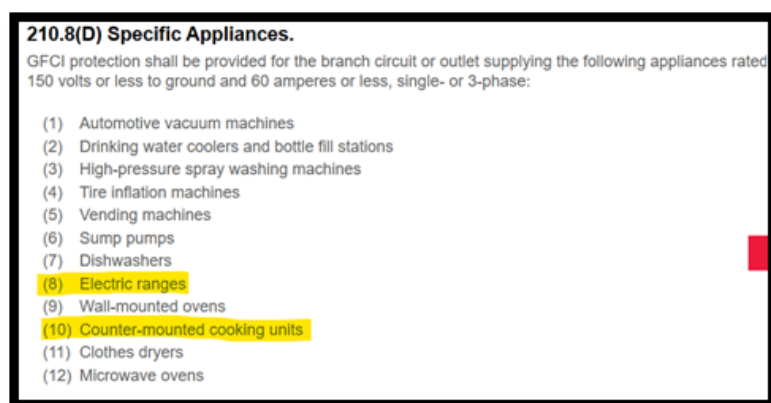 210.8(D) Specific Appliances.
GFCI protection shall be provided for the branch circuit or outlet supplying the following appliances rated
150 volts or less to ground and 60 amperes or less, single- or 3-phase:
(1) Automotive vacuum machines
(2) Drinking water coolers and bottle fill stations
(3) High-pressure spray washing machines
(4) Tire inflation machines
(5) Vending machines
(6) Sump pumps
(7) Dishwashers
(8) Electric ranges
(9) Wall-mounted ovens
(10) Counter-mounted cooking units
(11) Clothes dryers
(12) Microwave ovens